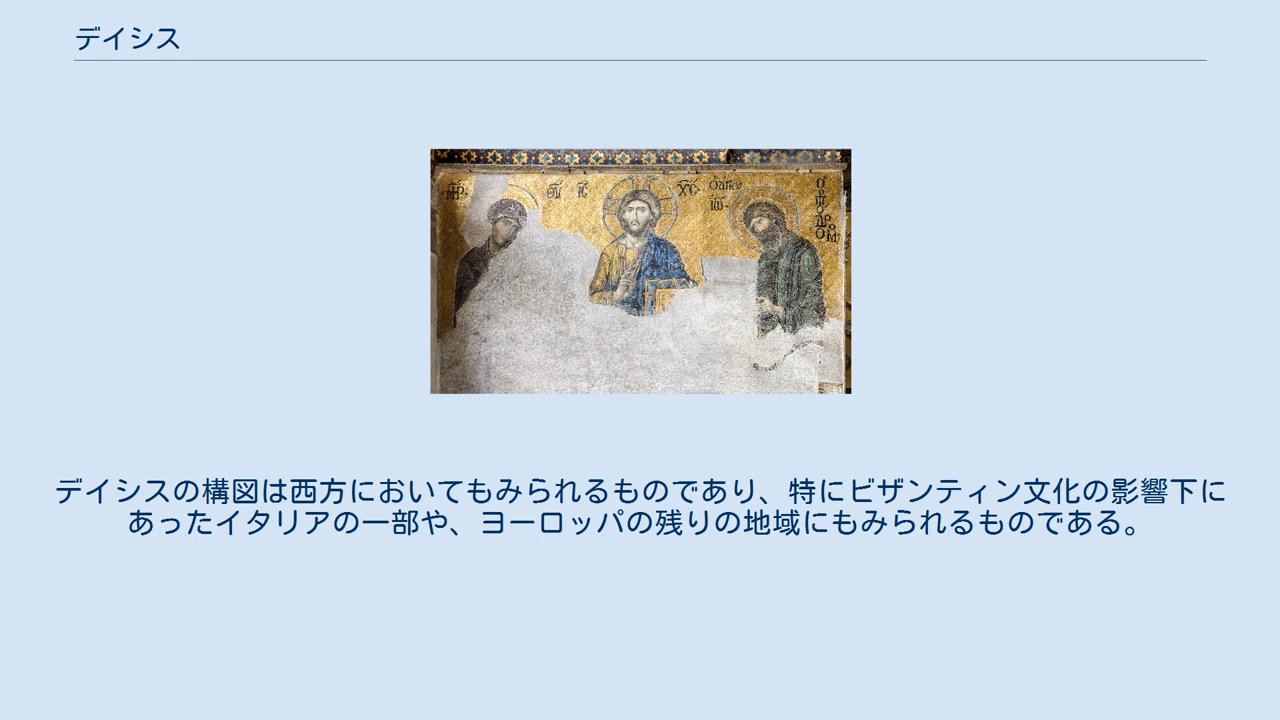 デイシス
ΘΥ ΙC
ΧC
デイシスの構図は西方においてもみられるものであり、特にビザンティン文化の影響下に
あったイタリアの一部や、ヨーロッパの残りの地域にもみられるものである。